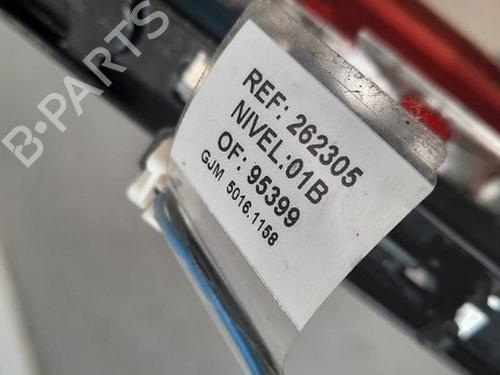 B-PARTS
REF: 262305
NIVEL:01B
OF: 95399
GJM 5016.1158